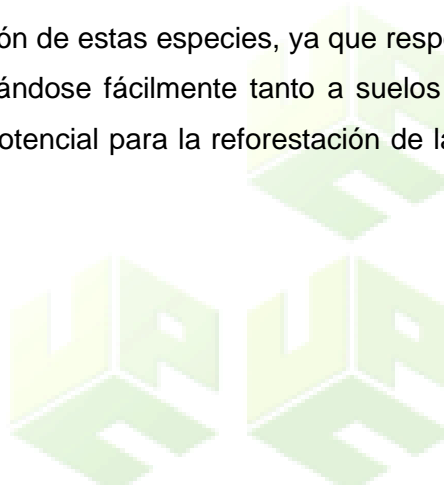 ón de estas especies, ya que resp
ándose fácilmente tanto a suelos
otencial para la reforestación de la